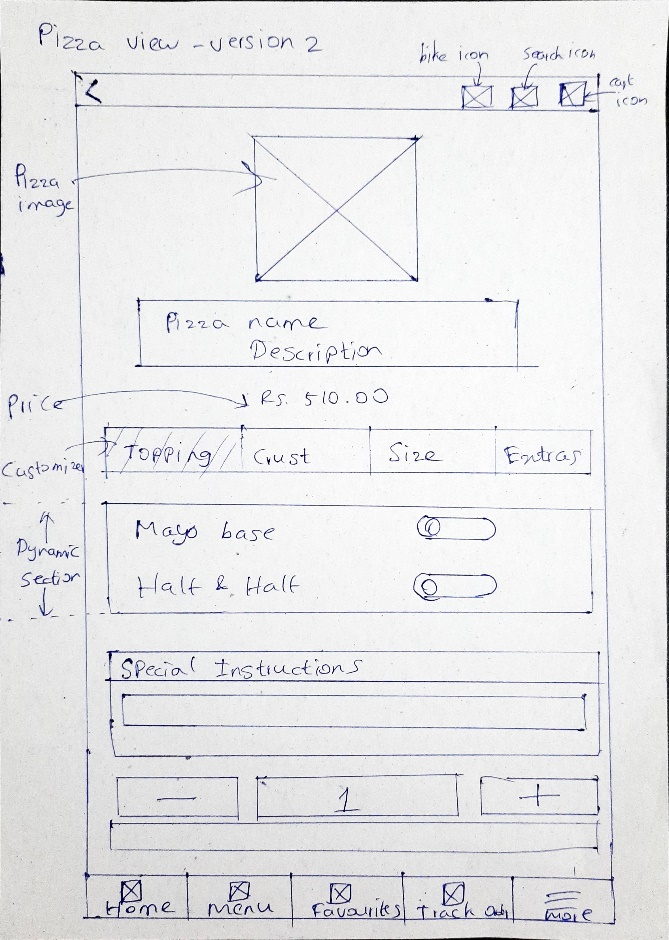 Pizza view - version 2
bike icon
search icon
cart icon
<
Pizza image
Pizza name
Description
Price
Rs. 510.00
Customizer
Topping
Crust
Size
Extras
Dynamic section
Mayo base
Half & Half
Special Instructions
—
1
+
Home
Menu
Favourites
Track
More